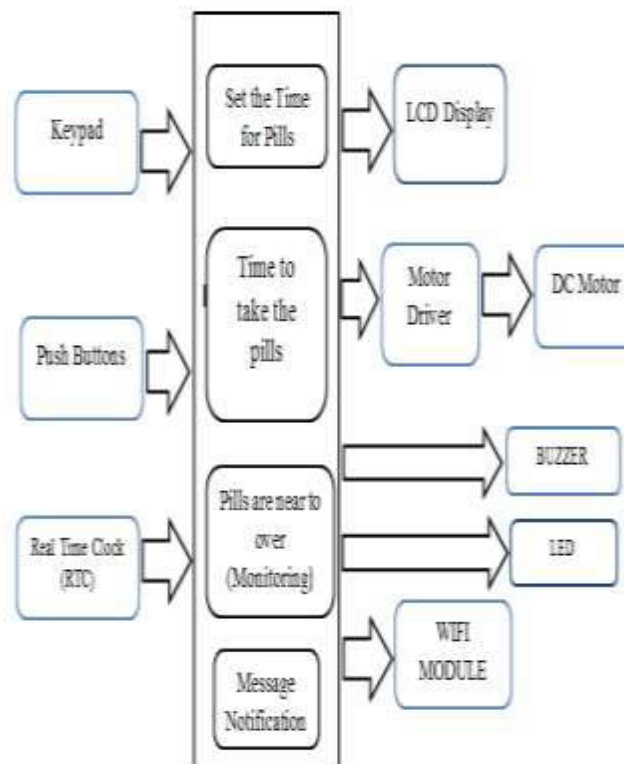 Keypad
Push Buttons
Real Time Clock
(RTC)
Set the Time
for Pills
Time to
take the
pills
Pills are near to
over
(Monitoring)
Message
Notification
LCD Display
Motor
Driver
DC Motor
BUZZER
LED
WIFI
MODULE